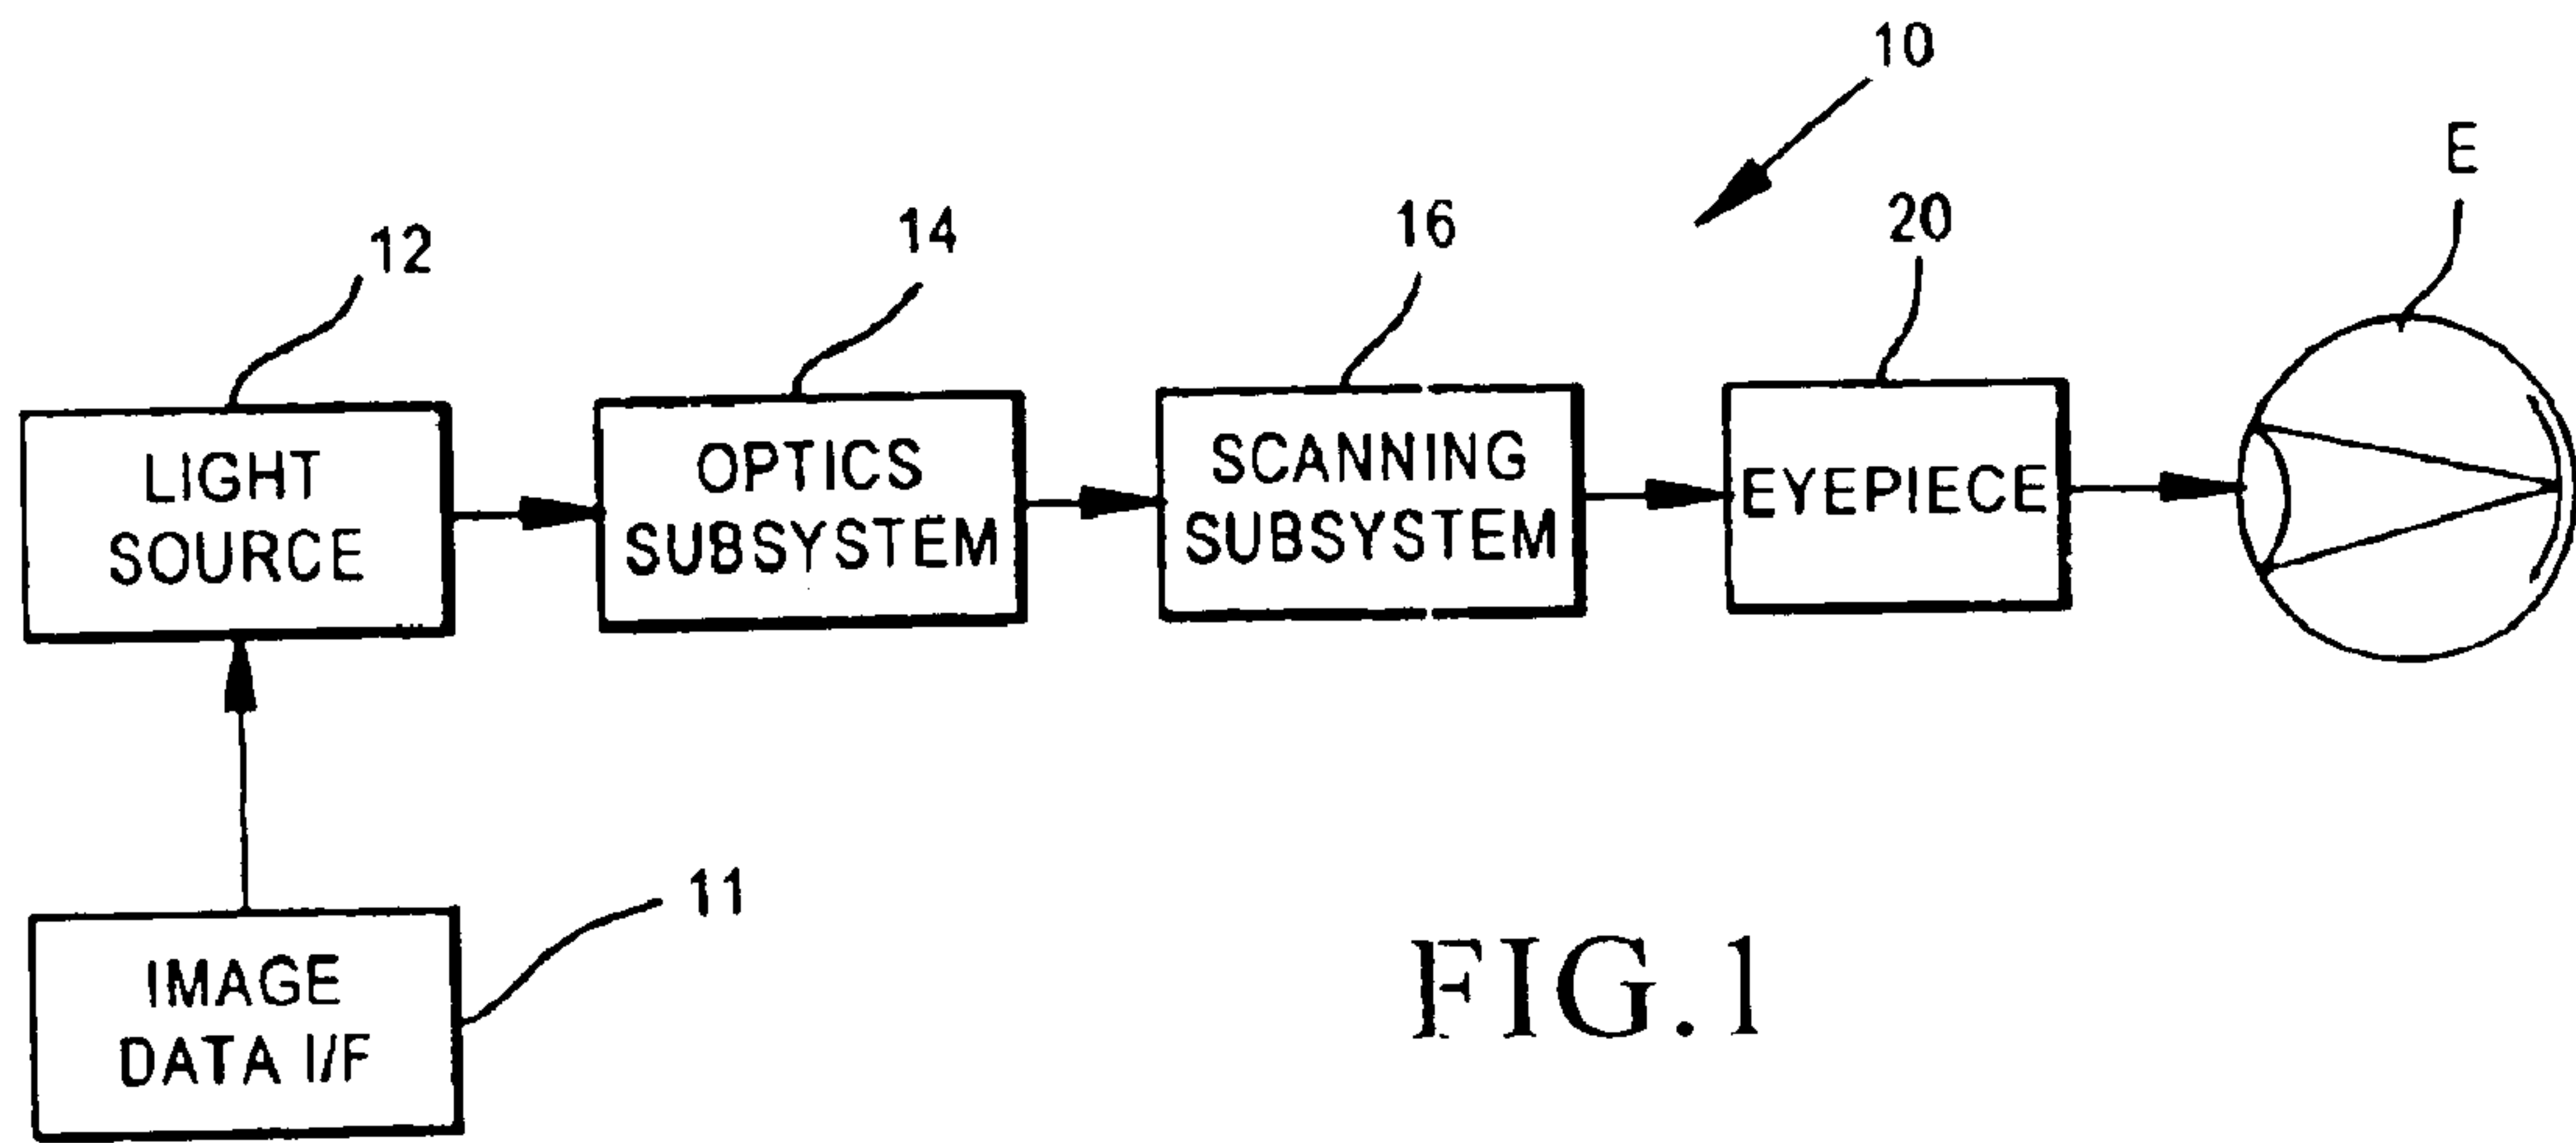 10
E
12
14
16
20
LIGHT
SOURCE
OPTICS
SUBSYSTEM
SCANNING
SUBSYSTEM
EYEPIECE
11
IMAGE
DATA I/F
FIG.1